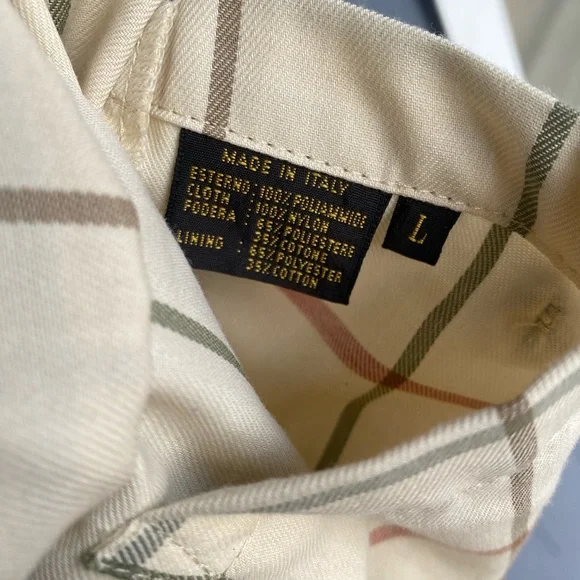 MADE IN ITALY
ESTERNO : 100% POLIAMMIDE
CLOTH : 100% NYLON
FODERA : 65% POLIESTERE
35% COTONE
LINING : 65% POLYESTER
35% COTTON
L